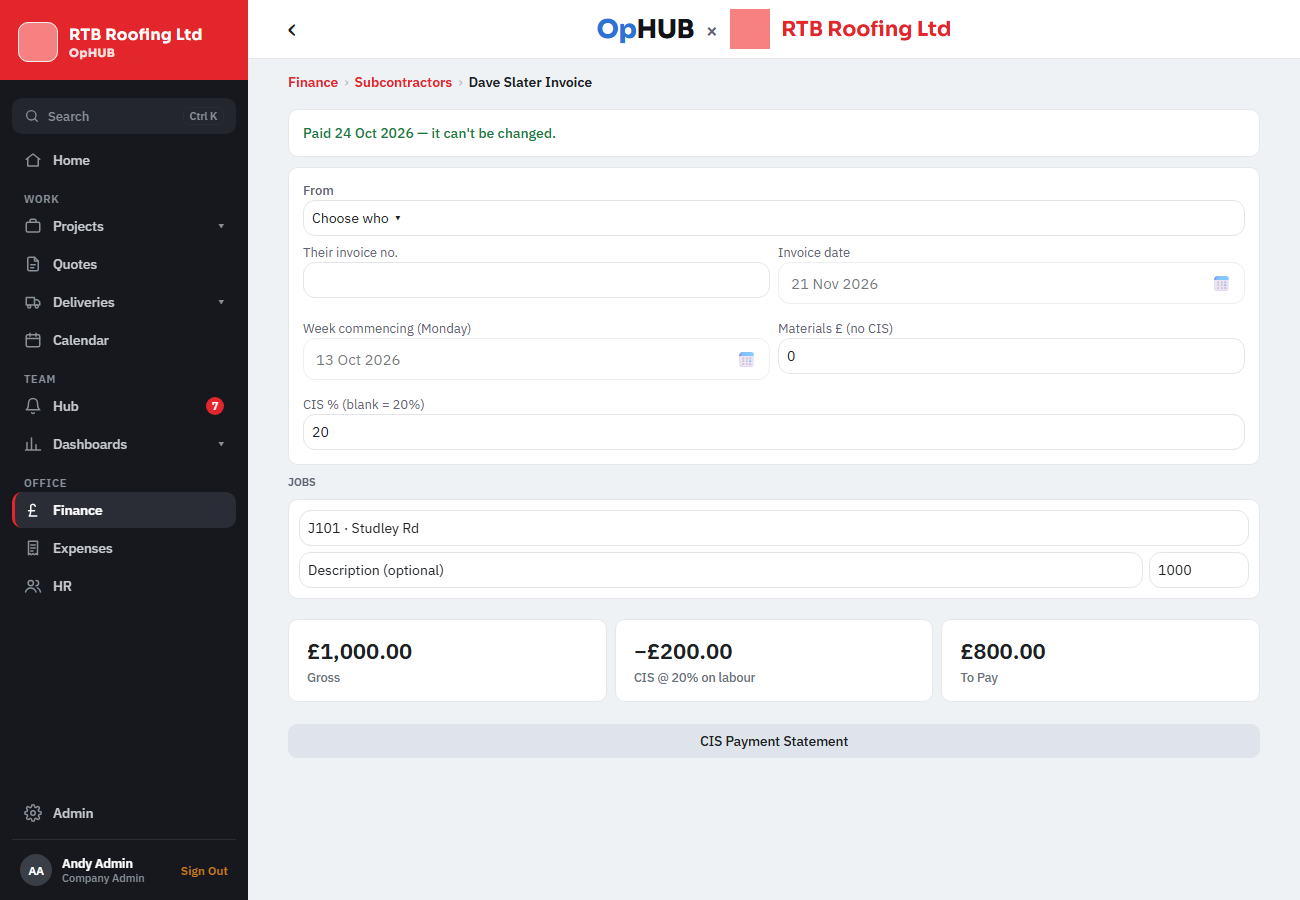 RTB Roofing Ltd
OpHUB
Search
Ctrl K
Home
WORK
Projects
Quotes
Deliveries
Calendar
TEAM
Hub
7
Dashboards
OFFICE
Finance
Expenses
HR
Admin
AA
Andy Admin
Company Admin
Sign Out
OpHUB × RTB Roofing Ltd
Finance › Subcontractors › Dave Slater Invoice
Paid 24 Oct 2026 — it can't be changed.
From
Choose who
Their invoice no.
Invoice date
21 Nov 2026
Week commencing (Monday)
13 Oct 2026
Materials £ (no CIS)
0
CIS % (blank = 20%)
20
JOBS
J101 · Studley Rd
Description (optional)
1000
£1,000.00
Gross
−£200.00
CIS @ 20% on labour
£800.00
To Pay
CIS Payment Statement